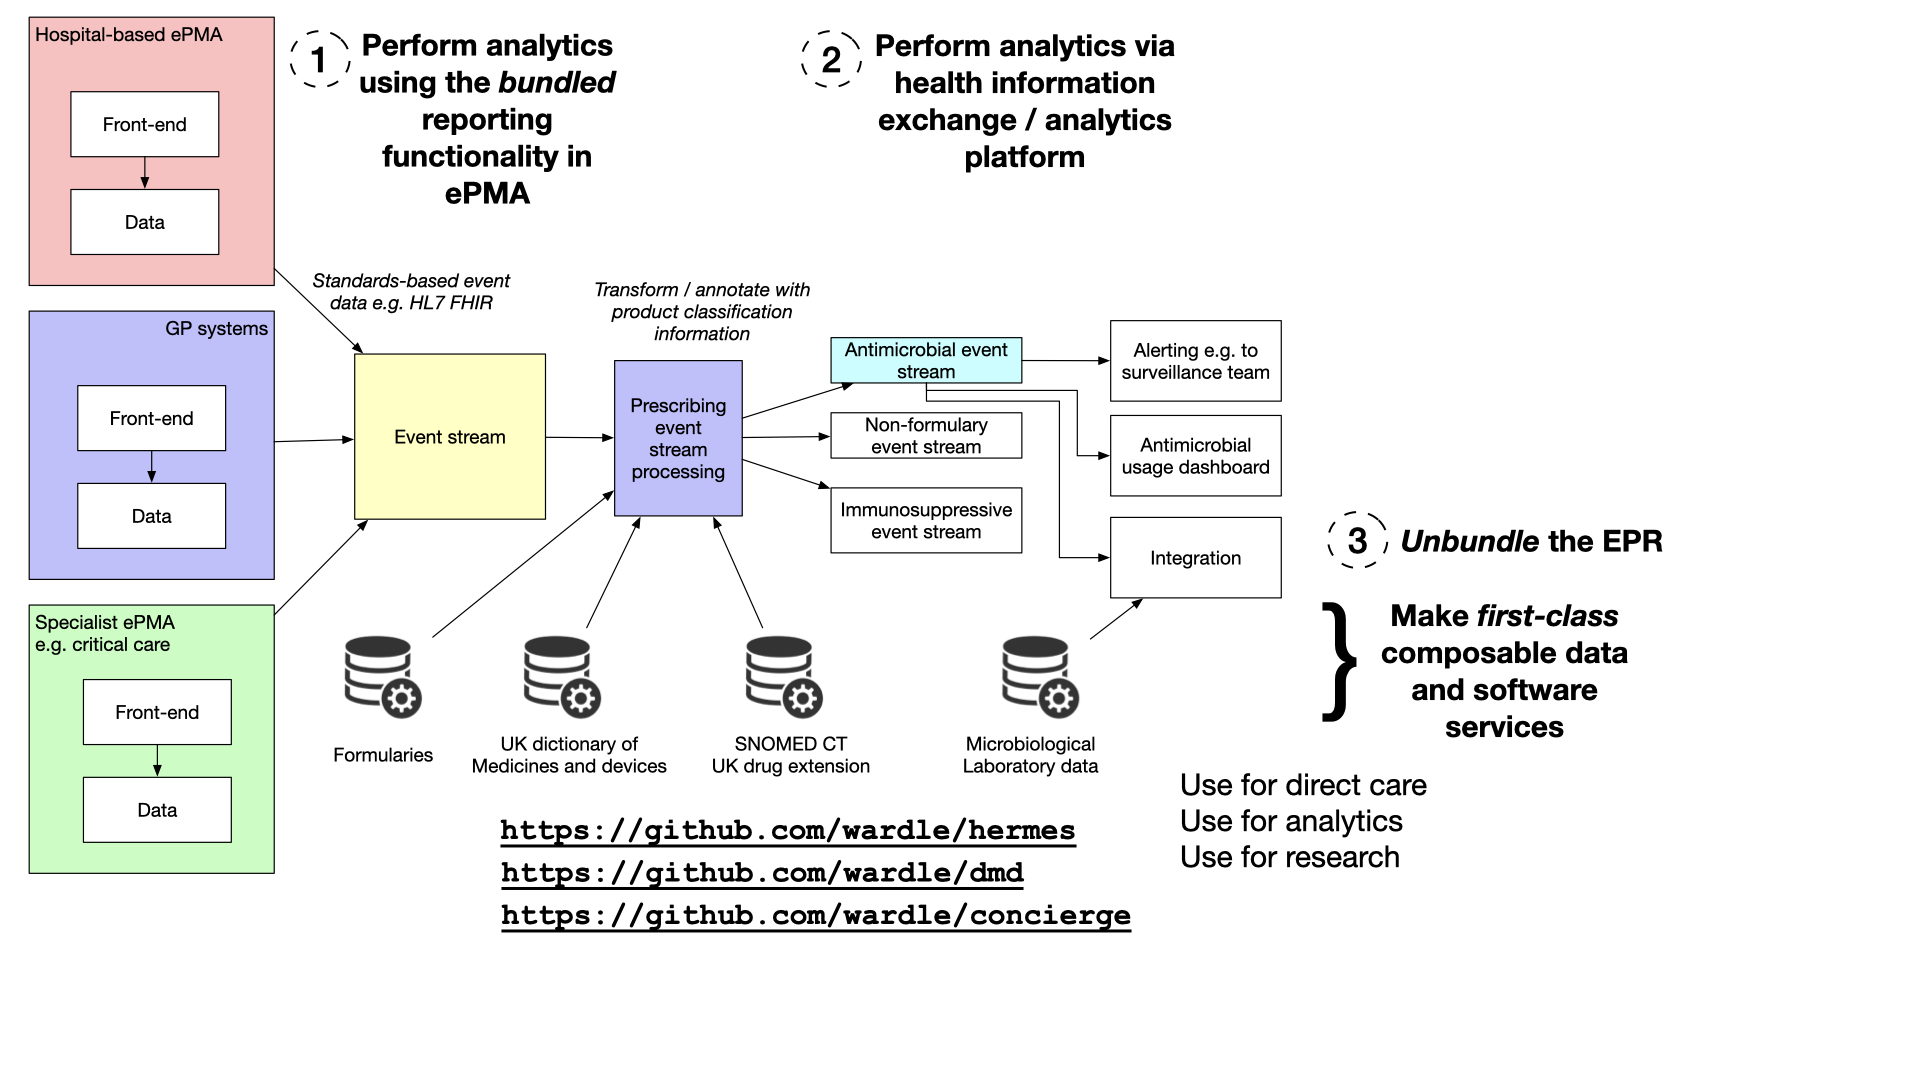 Hospital-based ePMA
Front-end
Data
1
Perform analytics
using the bundled
reporting
functionality in
ePMA
2
Perform analytics via
health information
exchange / analytics
platform
GP systems
Front-end
Data
Specialist ePMA
e.g. critical care
Front-end
Data
Standards-based event
data e.g. HL7 FHIR
Event stream
Transform / annotate with
product classification
information
Prescribing
event
stream
processing
Antimicrobial event
stream
Non-formulary
event stream
Immunosuppressive
event stream
Alerting e.g. to
surveillance team
Antimicrobial
usage dashboard
Integration
Formularies
UK dictionary of
Medicines and devices
SNOMED CT
UK drug extension
Microbiological
Laboratory data
3
Unbundle the EPR
}
Make first-class
composable data
and software
services
Use for direct care
Use for analytics
Use for research
https://github.com/wardle/hermes
https://github.com/wardle/dmd
https://github.com/wardle/concierge